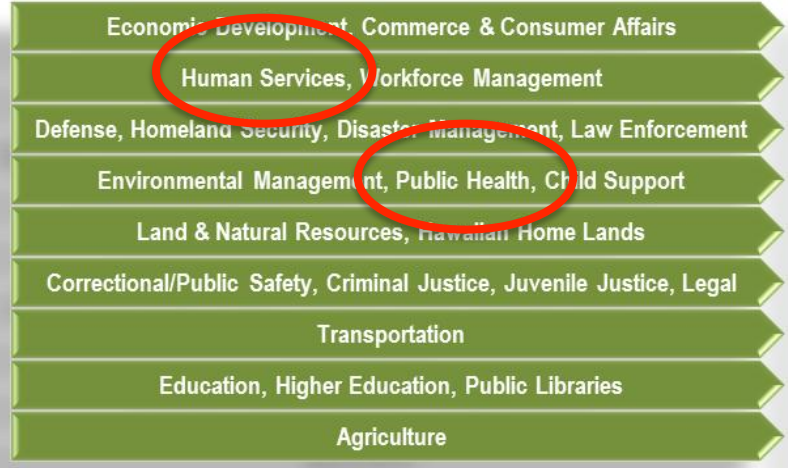 Economic Development, Commerce & Consumer Affairs
Human Services, Workforce Management
Defense, Homeland Security, Disaster Management, Law Enforcement
Environmental Management, Public Health, Child Support
Land & Natural Resources, Hawaiian Home Lands
Correctional/Public Safety, Criminal Justice, Juvenile Justice, Legal
Transportation
Education, Higher Education, Public Libraries
Agriculture